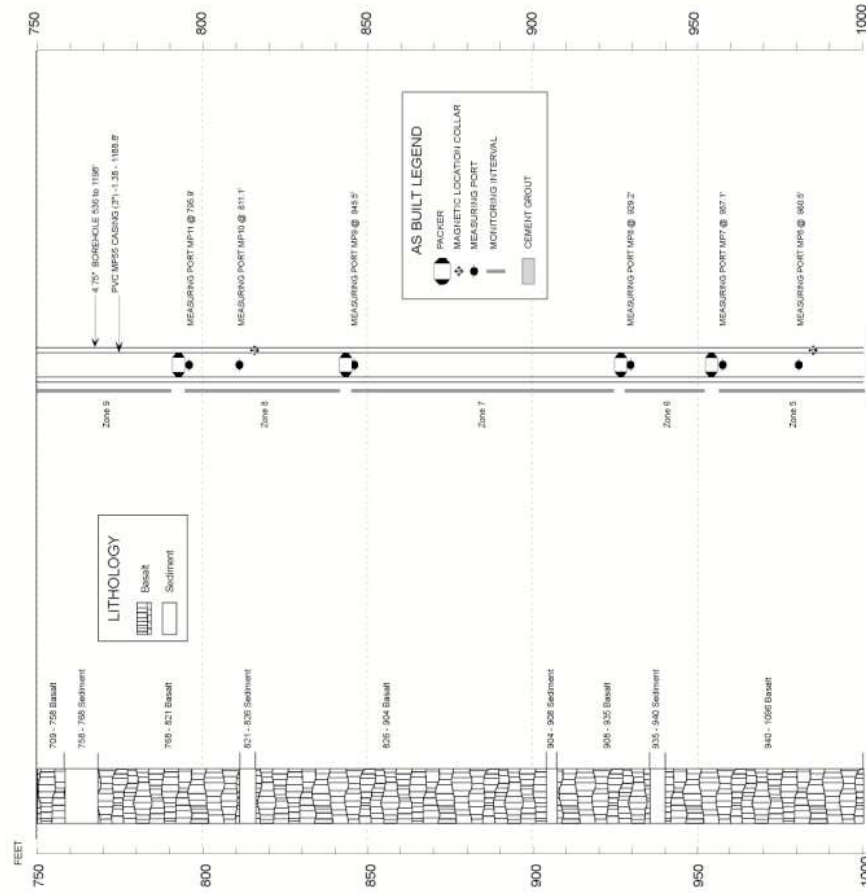 FEET
750
800
850
900
950
1000
709 - 758 Basalt
758 - 768 Sediment
768 - 821 Basalt
821 - 826 Sediment
826 - 904 Basalt
904 - 908 Sediment
908 - 935 Basalt
935 - 940 Sediment
940 - 1096 Basalt
LITHOLOGY
Basalt
Sediment
Zone 9
Zone 8
Zone 7
Zone 6
Zone 5
4.75" BOREHOLE 536 to 1198'
PVC MP55 CASING (3") -1.38 - 1188.8'
MEASURING PORT MP11 @ 795.9'
MEASURING PORT MP10 @ 811.1'
MEASURING PORT MP9 @ 845.5'
MEASURING PORT MP8 @ 929.2'
MEASURING PORT MP7 @ 957.1'
MEASURING PORT MP6 @ 980.5'
AS BUILT LEGEND
PACKER
MAGNETIC LOCATION COLLAR
MEASURING PORT
MONITORING INTERVAL
CEMENT GROUT
750
800
850
900
950
1000